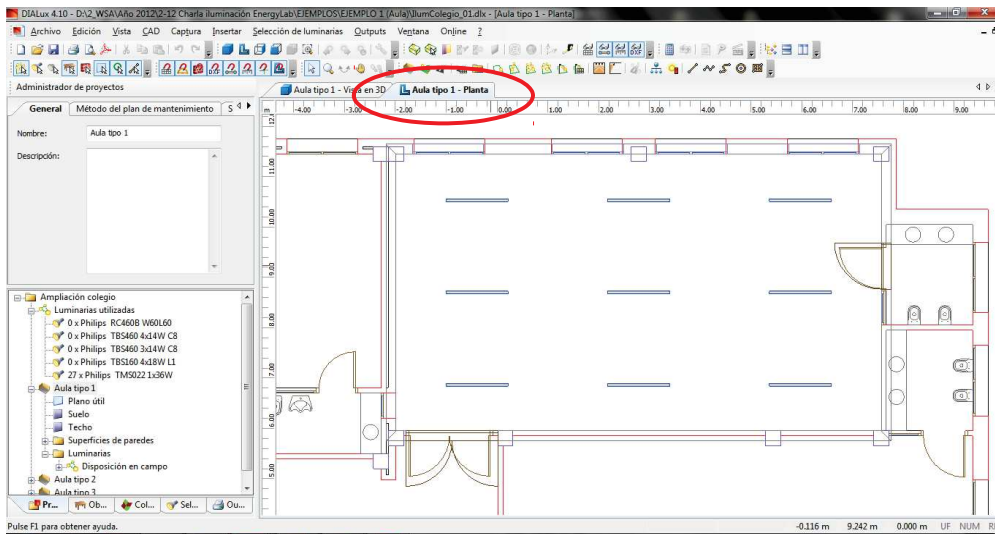 DIALux 4.10 - D:\2_WSA\Año 2012\2-12 Charla iluminación EnergyLab\EJEMPLOS\EJEMPLO 1 (Aula)\IlumColegio_01.dlx - [Aula tipo 1 - Planta]
Archivo Edición Vista CAD Captura Insertar Selección de luminarias Outputs Ventana Online ?
Administrador de proyectos
Aula tipo 1 - Vista en 3D
Aula tipo 1 - Planta
General
Método del plan de mantenimiento
S
m -4.00 -3.00 -2.00 -1.00 0.00 1.00 2.00 3.00 4.00 5.00 6.00 7.00 8.00 9.00
11.00
10.00
9.00
8.00
7.00
6.00
5.00
Nombre:
Aula tipo 1
Descripción:
Ampliación colegio
Luminarias utilizadas
0 x Philips RC460B W60L60
0 x Philips TBS460 4x14W C8
0 x Philips TBS460 3x14W C8
0 x Philips TBS160 4x18W L1
27 x Philips TMS022 1x36W
Aula tipo 1
Plano útil
Suelo
Techo
Superficies de paredes
Luminarias
Disposición en campo
Aula tipo 2
Aula tipo 3
Pr... Ob... Col... Sel... Ou...
Pulse F1 para obtener ayuda.
-0.116 m 9.242 m 0.000 m UF NUM